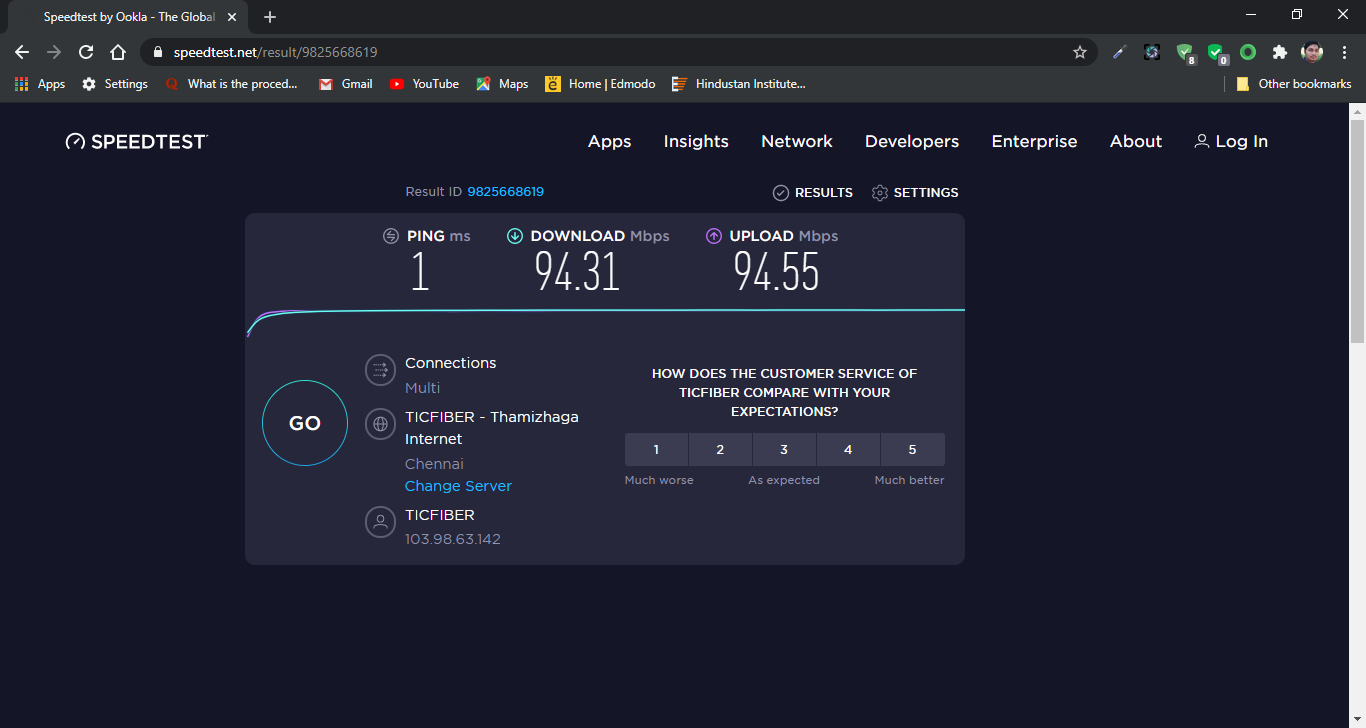 Speedtest by Ookla - The Global
speedtest.net/result/9825668619
8
0
Apps Settings What is the proced... Gmail YouTube Maps Home | Edmodo Hindustan Institute... Other bookmarks
SPEEDTEST
Apps Insights Network Developers Enterprise About Log In
Result ID 9825668619 RESULTS SETTINGS
PING ms DOWNLOAD Mbps UPLOAD Mbps
1 94.31 94.55
GO
Connections
Multi
TICFIBER - Thamizhaga
Internet
Chennai
Change Server
TICFIBER
103.98.63.142
HOW DOES THE CUSTOMER SERVICE OF
TICFIBER COMPARE WITH YOUR
EXPECTATIONS?
1 2 3 4 5
Much worse As expected Much better